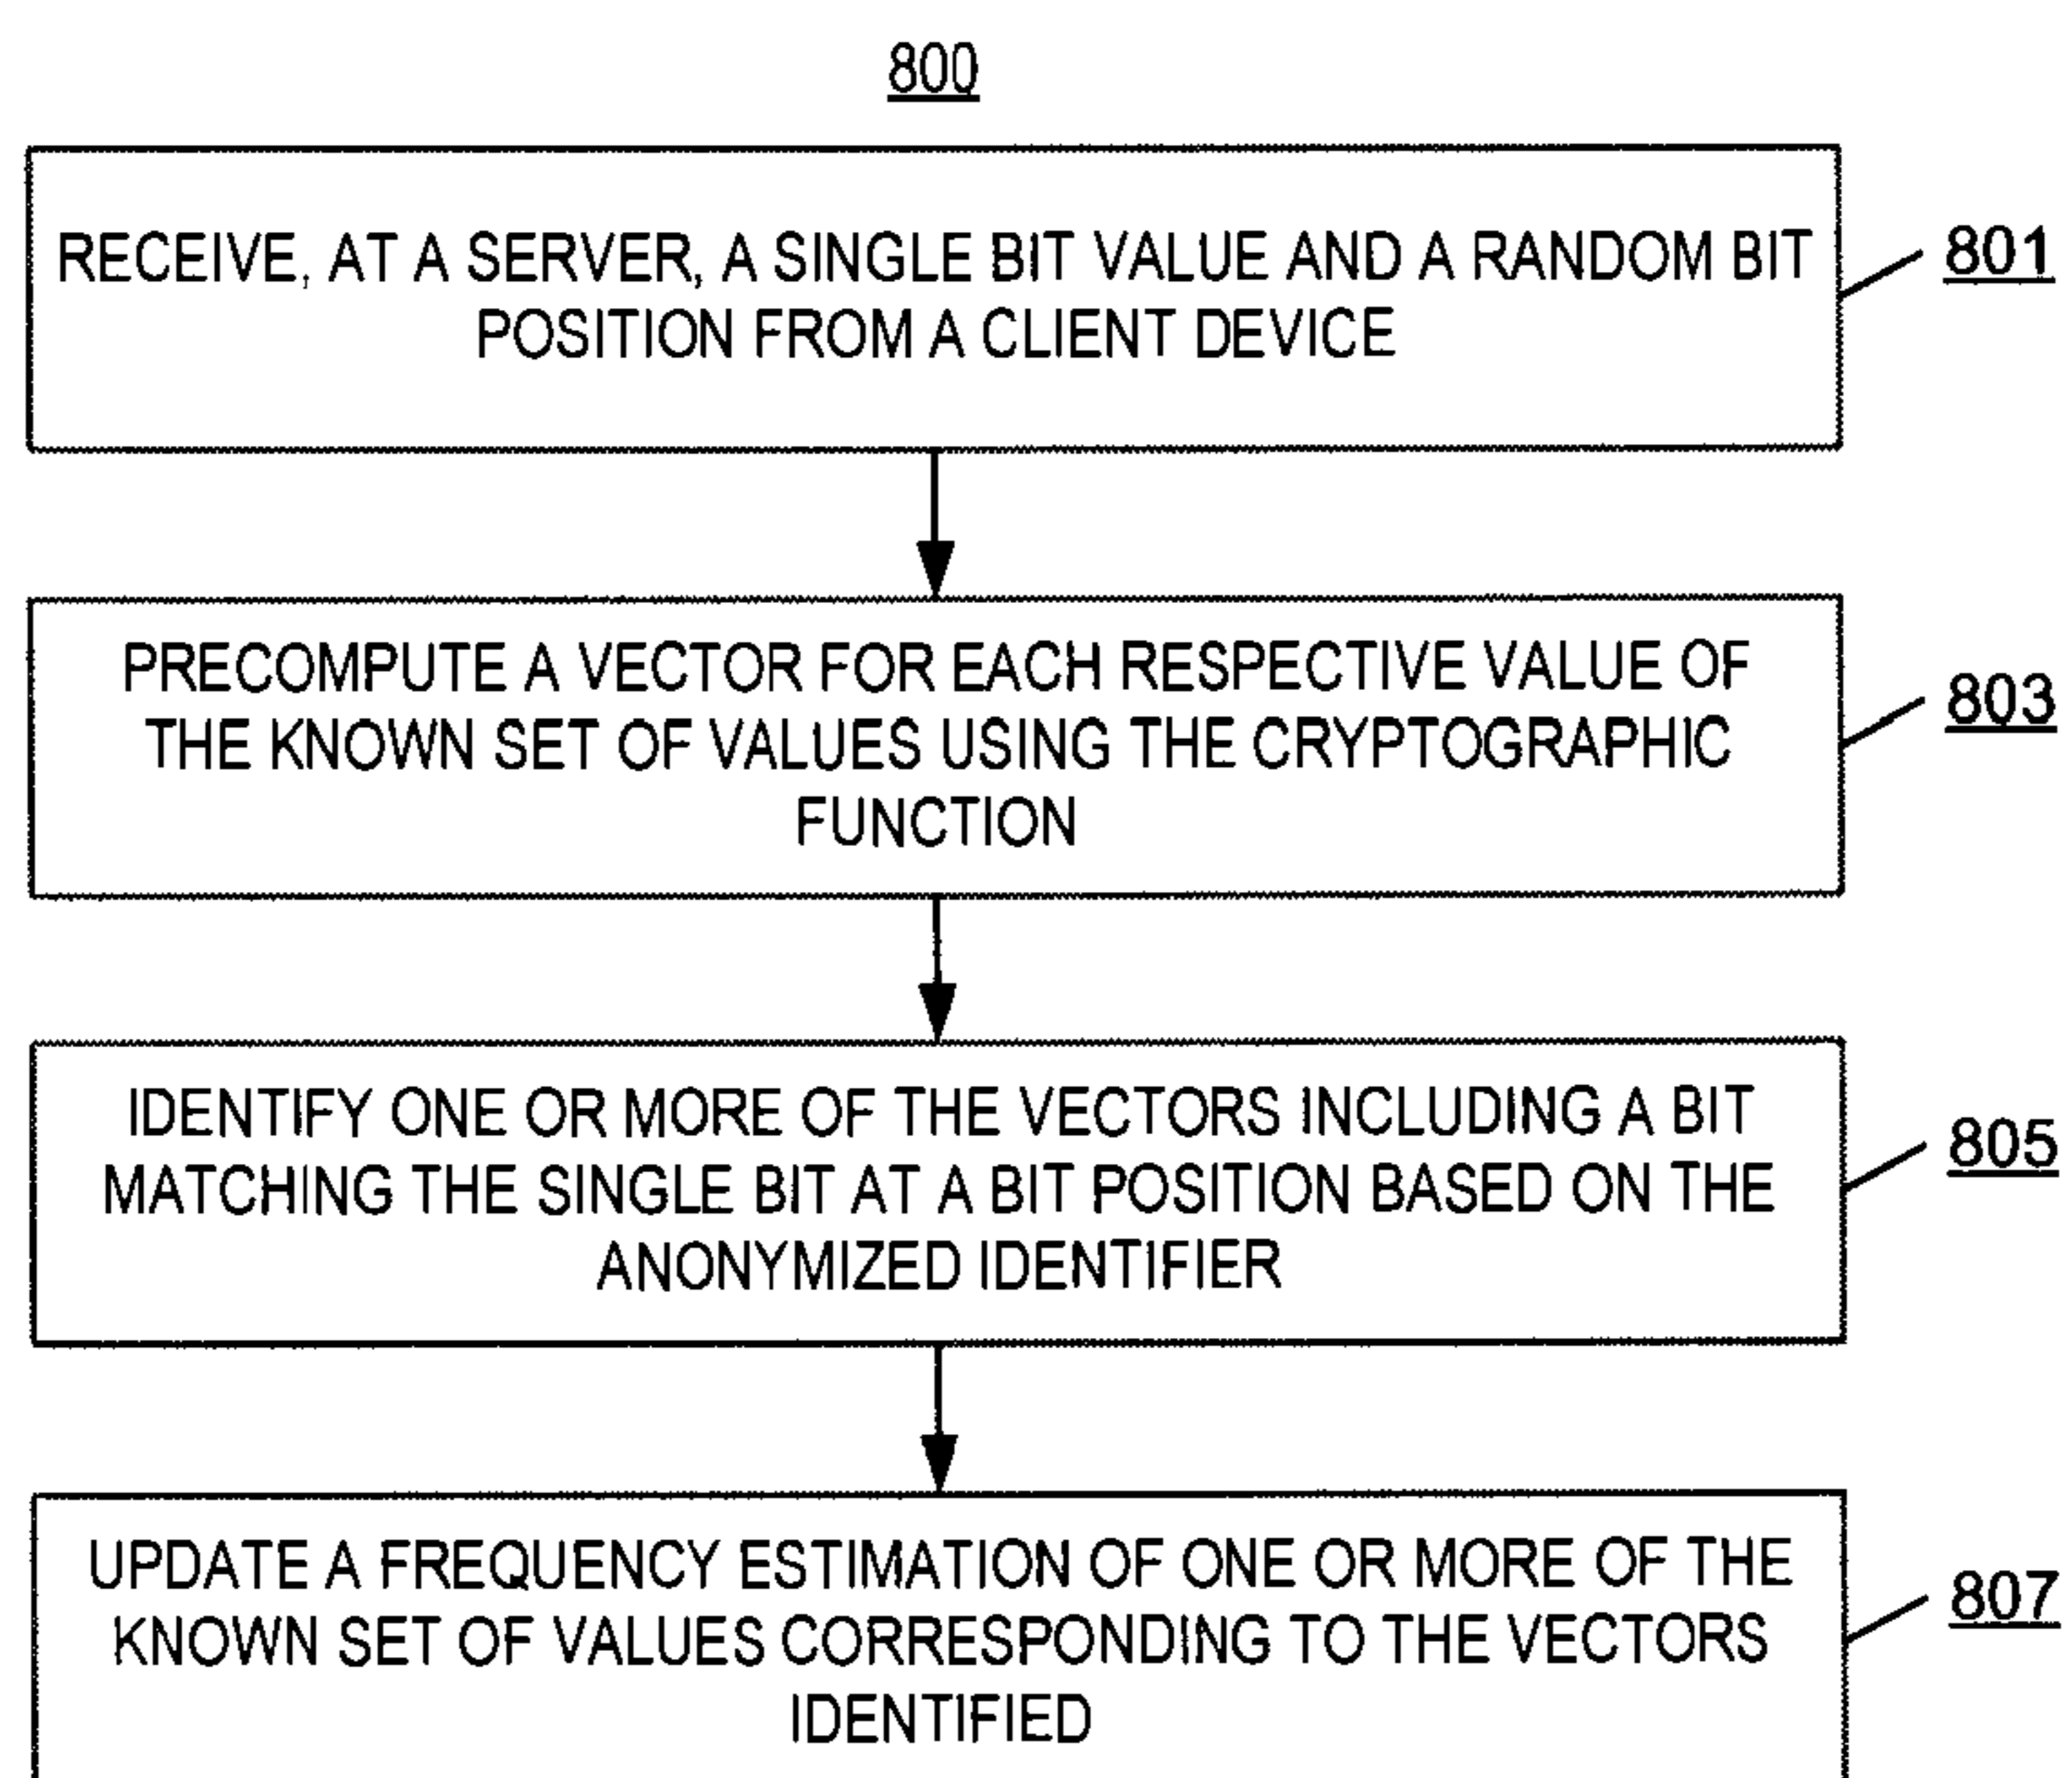 800
RECEIVE, AT A SERVER, A SINGLE BIT VALUE AND A RANDOM BIT
POSITION FROM A CLIENT DEVICE
801
PRECOMPUTE A VECTOR FOR EACH RESPECTIVE VALUE OF
THE KNOWN SET OF VALUES USING THE CRYPTOGRAPHIC
FUNCTION
803
IDENTIFY ONE OR MORE OF THE VECTORS INCLUDING A BIT
MATCHING THE SINGLE BIT AT A BIT POSITION BASED ON THE
ANONYMIZED IDENTIFIER
805
UPDATE A FREQUENCY ESTIMATION OF ONE OR MORE OF THE
KNOWN SET OF VALUES CORRESPONDING TO THE VECTORS
IDENTIFIED
807